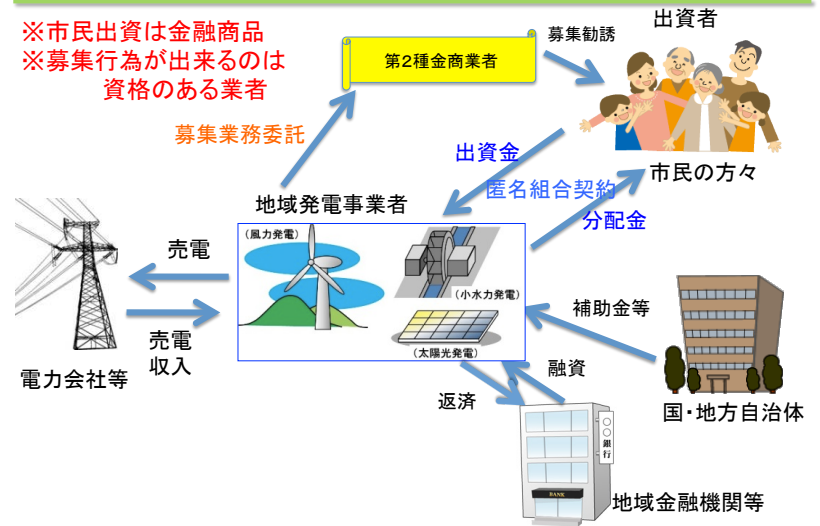 ※市民出資は金融商品
※募集行為が出来るのは
資格のある業者
第2種金商業者
募集勧誘
出資者
募集業務委託
出資金
市民の方々
匿名組合契約
分配金
地域発電事業者
(風力発電)
(小水力発電)
(太陽光発電)
売電
売電
収入
電力会社等
補助金等
国・地方自治体
融資
返済
○○銀行
BANK
地域金融機関等